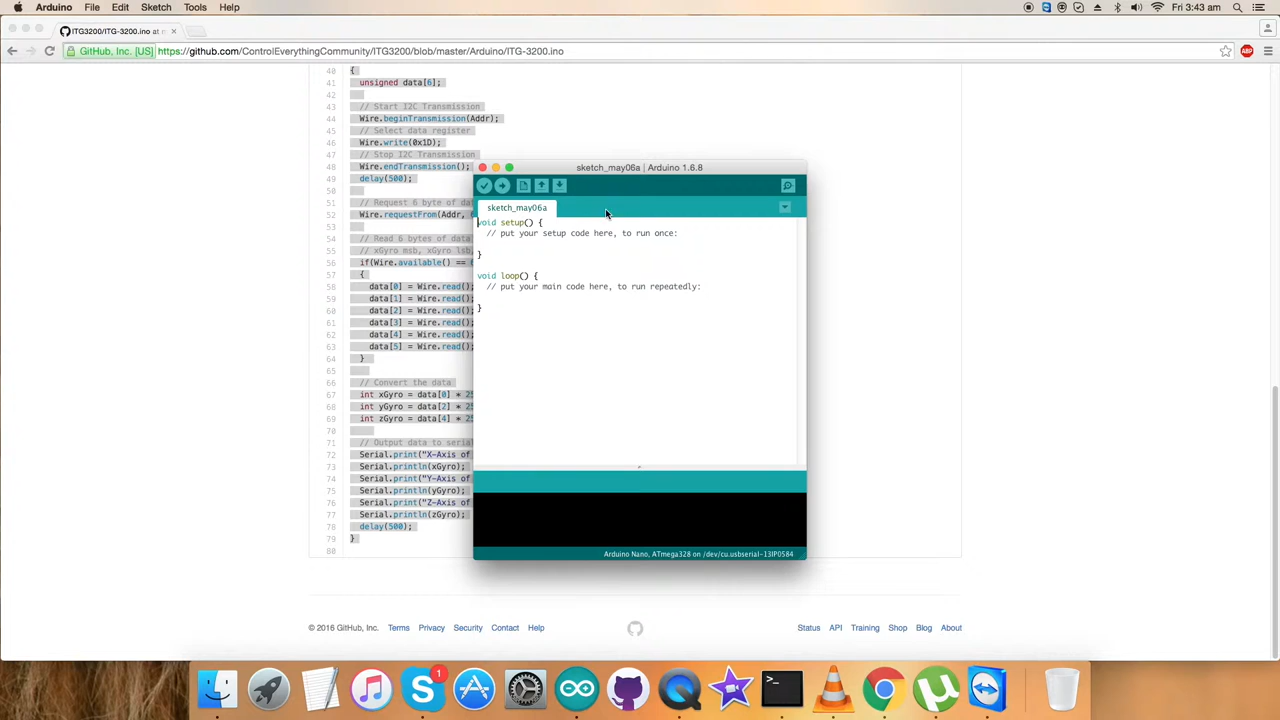 Arduino File Edit Sketch Tools Help Fri 3:43 am
ITG3200/ITG-3200.ino at m
GitHub, Inc. [US] https://github.com/ControlEverythingCommunity/ITG3200/blob/master/Arduino/ITG-3200.ino
ABP
40 {
41 unsigned data[6];
42
43 // Start I2C Transmission
44 Wire.beginTransmission(Addr);
45 // Select data register
46 Wire.write(0x1D);
47 // Stop I2C Transmission
48 Wire.endTransmission();
49 delay(500);
50
51 // Request 6 byte of data
52 Wire.requestFrom(Addr,
53
54 // Read 6 bytes of data
55 // xGyro msb, xGyro lsb,
56 if(Wire.available() ==
57 {
58 data[0] = Wire.read();
59 data[1] = Wire.read();
60 data[2] = Wire.read();
61 data[3] = Wire.read();
62 data[4] = Wire.read();
63 data[5] = Wire.read();
64 }
65
66 // Convert the data
67 int xGyro = data[0] * 25
68 int yGyro = data[2] * 25
69 int zGyro = data[4] * 25
70
71 // Output data to serial
72 Serial.print("X-Axis of
73 Serial.println(xGyro);
74 Serial.print("Y-Axis of
75 Serial.println(yGyro);
76 Serial.print("Z-Axis of
77 Serial.println(zGyro);
78 delay(500);
79 }
80
sketch_may06a | Arduino 1.6.8
sketch_may06a
void setup() {
// put your setup code here, to run once:
}
void loop() {
// put your main code here, to run repeatedly:
}
Arduino Nano, ATmega328 on /dev/cu.usbserial-13IP0584
© 2016 GitHub, Inc. Terms Privacy Security Contact Help Status API Training Shop Blog About
1